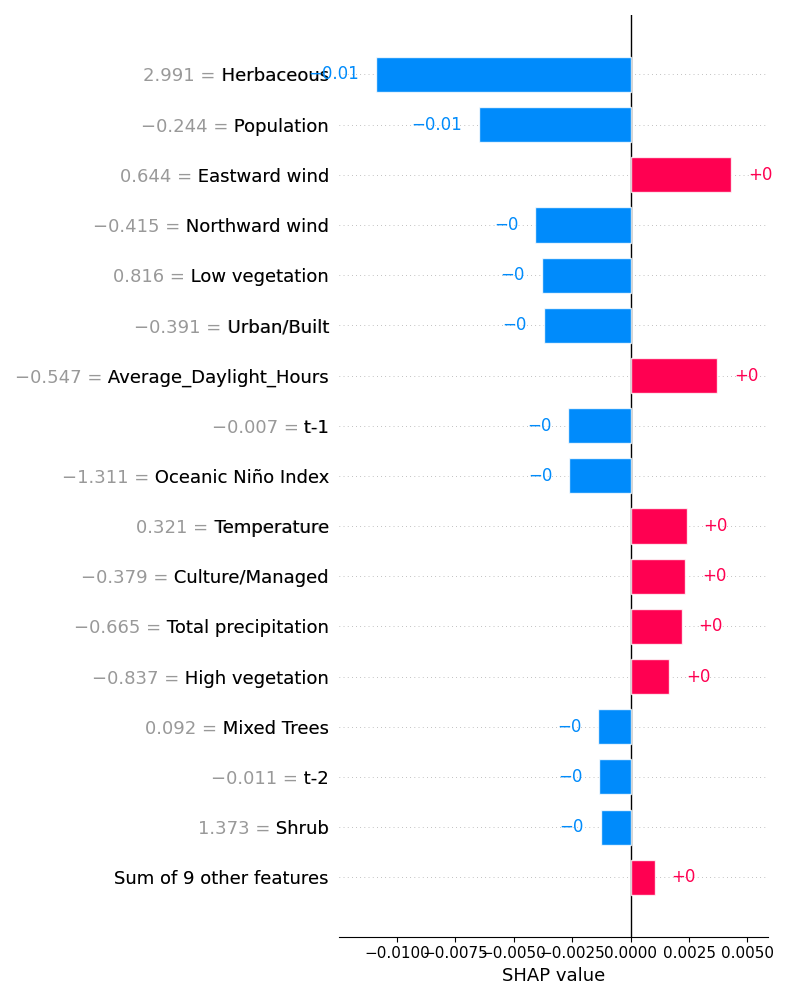 2.991 = Herbaceous −0.01
−0.244 = Population −0.01
0.644 = Eastward wind +0
−0.415 = Northward wind −0
0.816 = Low vegetation −0
−0.391 = Urban/Built −0
−0.547 = Average_Daylight_Hours +0
−0.007 = t-1 −0
−1.311 = Oceanic Niño Index −0
0.321 = Temperature +0
−0.379 = Culture/Managed +0
−0.665 = Total precipitation +0
−0.837 = High vegetation +0
0.092 = Mixed Trees −0
−0.011 = t-2 −0
1.373 = Shrub −0
Sum of 9 other features +0
−0.0100 −0.0075 −0.0050 −0.0025 0.0000 0.0025 0.0050
SHAP value